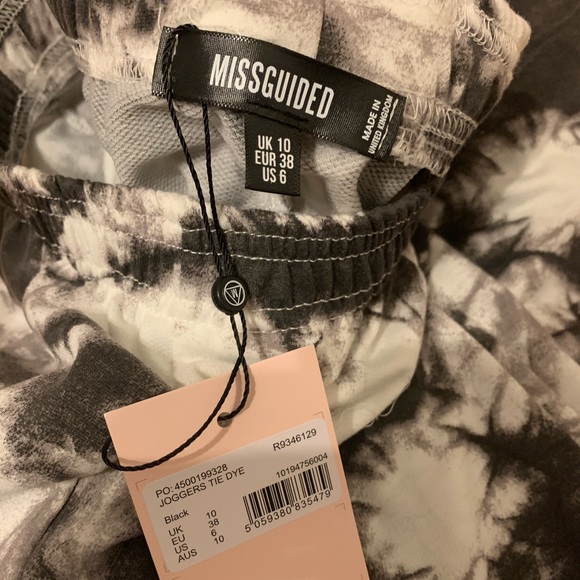 MISSGUIDED
MADE IN
UNITED KINGDOM
UK 10
EUR 38
US 6
PO: 4500199328
R9346129
JOGGERS TIE DYE
10194756004
Black
UK 10
EU 38
US 6
AUS 10
5 059380 835479